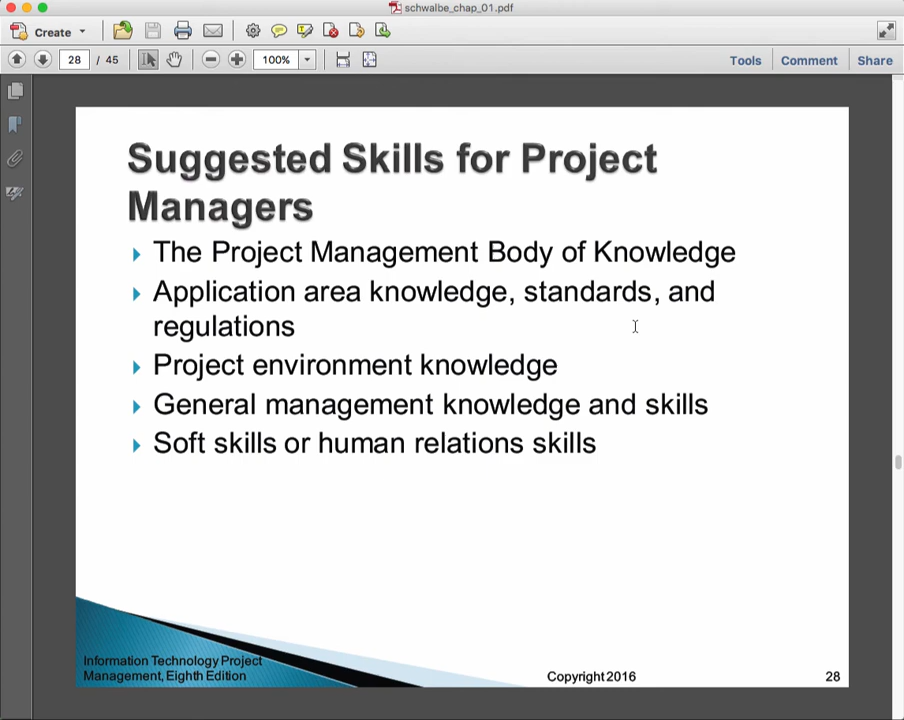 schwalbe_chap_01.pdf
Create
28 / 45
100%
Tools Comment Share
Suggested Skills for Project
Managers
The Project Management Body of Knowledge
Application area knowledge, standards, and
regulations
Project environment knowledge
General management knowledge and skills
Soft skills or human relations skills
Information Technology Project
Management, Eighth Edition
Copyright 2016
28